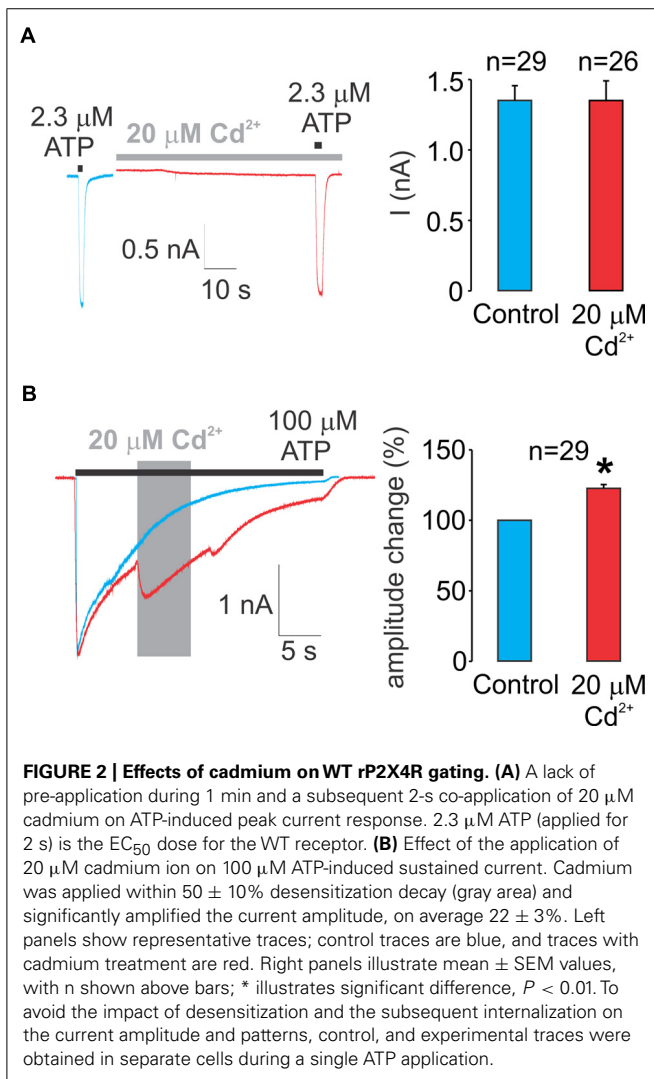 A
2.3 μM
ATP
20 μM Cd²⁺
2.3 μM
ATP
0.5 nA
10 s
n=29 n=26
I (nA)
1.5
1.0
0.5
0
Control
20 μM
Cd²⁺
B
20 μM Cd²⁺
100 μM
ATP
1 nA
5 s
amplitude change (%)
150
100
50
0
n=29
*
Control
20 μM
Cd²⁺
FIGURE 2 | Effects of cadmium on WT rP2X4R gating. (A) A lack of
pre-application during 1 min and a subsequent 2-s co-application of 20 μM
cadmium on ATP-induced peak current response. 2.3 μM ATP (applied for
2 s) is the EC₅₀ dose for the WT receptor. (B) Effect of the application of
20 μM cadmium ion on 100 μM ATP-induced sustained current. Cadmium
was applied within 50 ± 10% desensitization decay (gray area) and
significantly amplified the current amplitude, on average 22 ± 3%. Left
panels show representative traces; control traces are blue, and traces with
cadmium treatment are red. Right panels illustrate mean ± SEM values,
with n shown above bars; * illustrates significant difference, P < 0.01. To
avoid the impact of desensitization and the subsequent internalization on
the current amplitude and patterns, control, and experimental traces were
obtained in separate cells during a single ATP application.